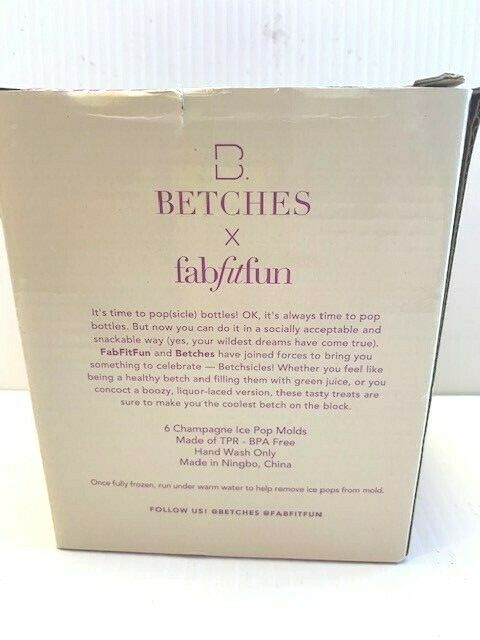 B.
BETCHES
X
fabfitfun
It's time to pop(sicle) bottles! OK, it's always time to pop
bottles. But now you can do it in a socially acceptable and
snackable way (yes, your wildest dreams have come true).
FabFitFun and Betches have joined forces to bring you
something to celebrate — Betchsicles! Whether you feel like
being a healthy betch and filling them with green juice, or you
concoct a boozy, liquor-laced version, these tasty treats are
sure to make you the coolest betch on the block.
6 Champagne Ice Pop Molds
Made of TPR - BPA Free
Hand Wash Only
Made in Ningbo, China
Once fully frozen, run under warm water to help remove ice pops from mold.
FOLLOW US! @BETCHES @FABFITFUN